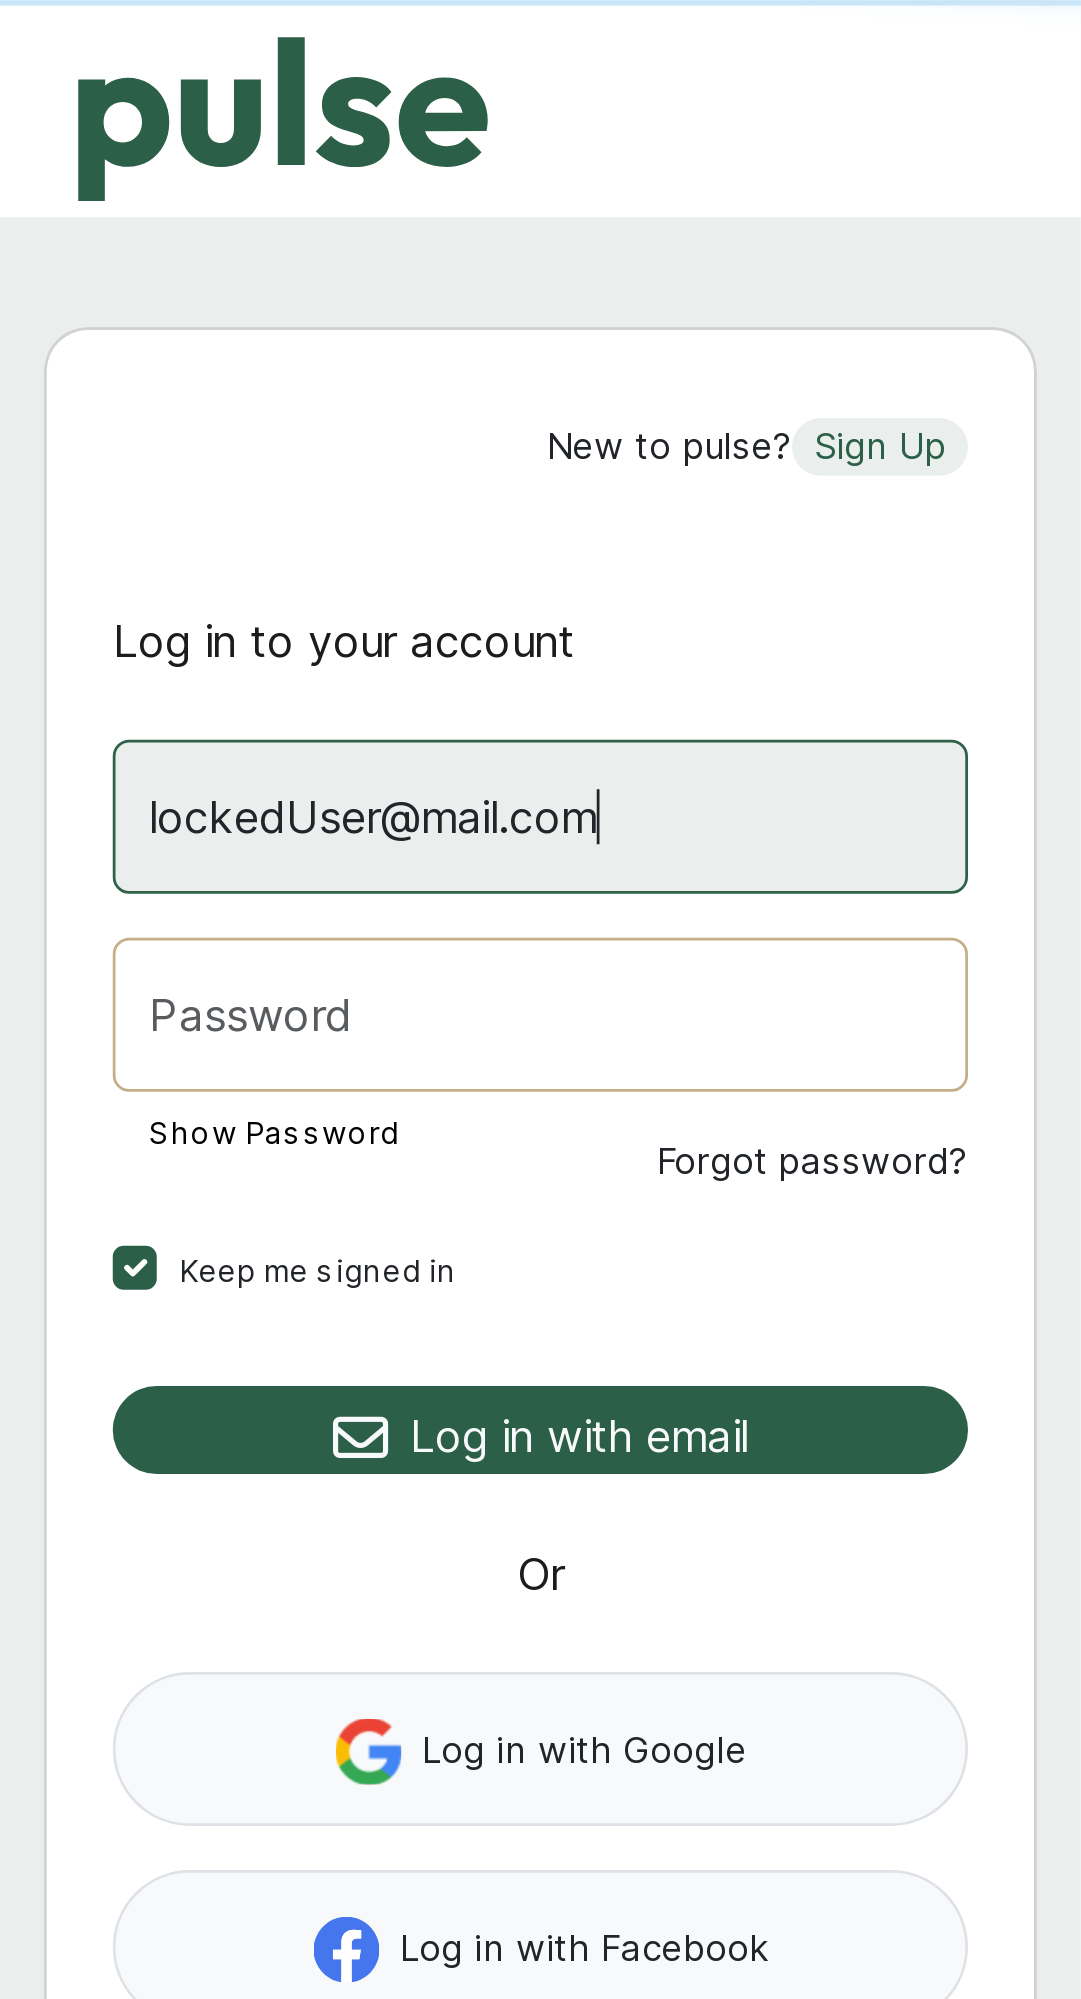 pulse
New to pulse? Sign Up
Log in to your account
lockedUser@mail.com
Password
Show Password
Forgot password?
Keep me signed in
Log in with email
Or
Log in with Google
Log in with Facebook